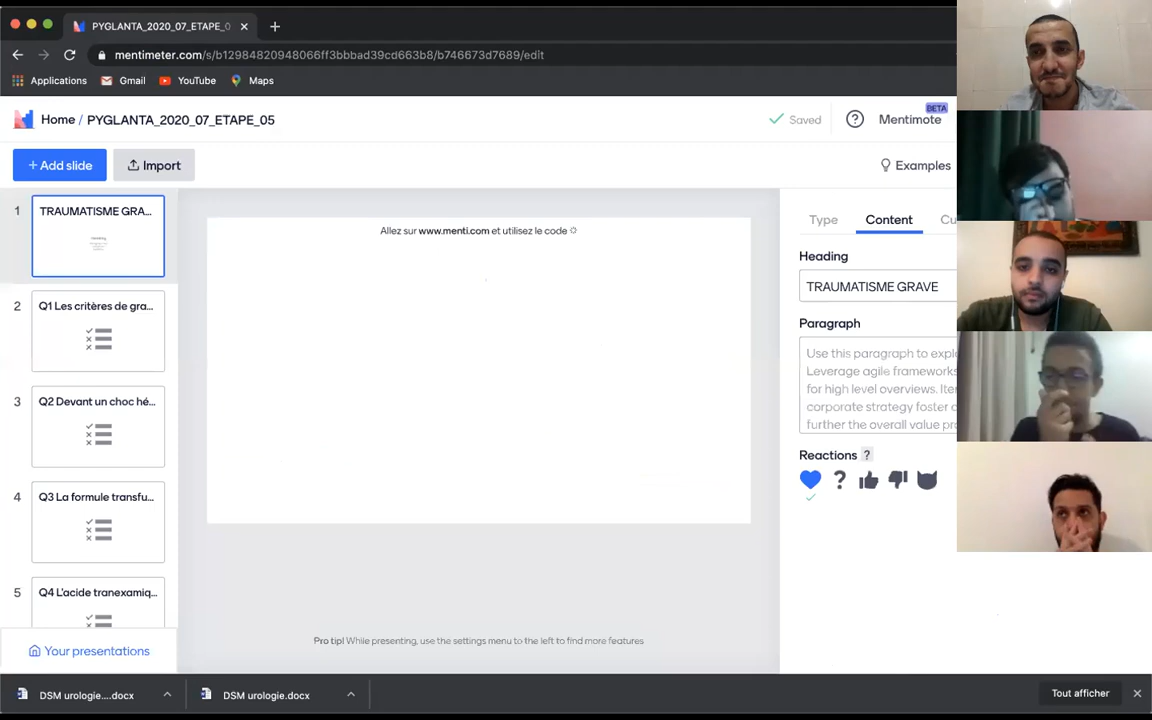 PYGLANTA_2020_07_ETAPE_0
mentimeter.com/s/b12984820948066ff3bbbad39cd663b8/b746673d7689/edit
Applications Gmail YouTube Maps
Home / PYGLANTA_2020_07_ETAPE_05
Saved
Mentimote
BETA
+ Add slide
Import
Examples
1
TRAUMATISME GRA...
2
Q1 Les critères de gra...
3
Q2 Devant un choc hé...
4
Q3 La formule transfu...
5
Q4 L'acide tranexamiq...
Your presentations
Allez sur www.menti.com et utilisez le code
Pro tip! While presenting, use the settings menu to the left to find more features
Type Content Cu
Heading
TRAUMATISME GRAVE
Paragraph
Use this paragraph to expl
Leverage agile frameworks
for high level overviews. Ite
corporate strategy foster c
further the overall value pro
Reactions ?
DSM urologie....docx
DSM urologie.docx
Tout afficher